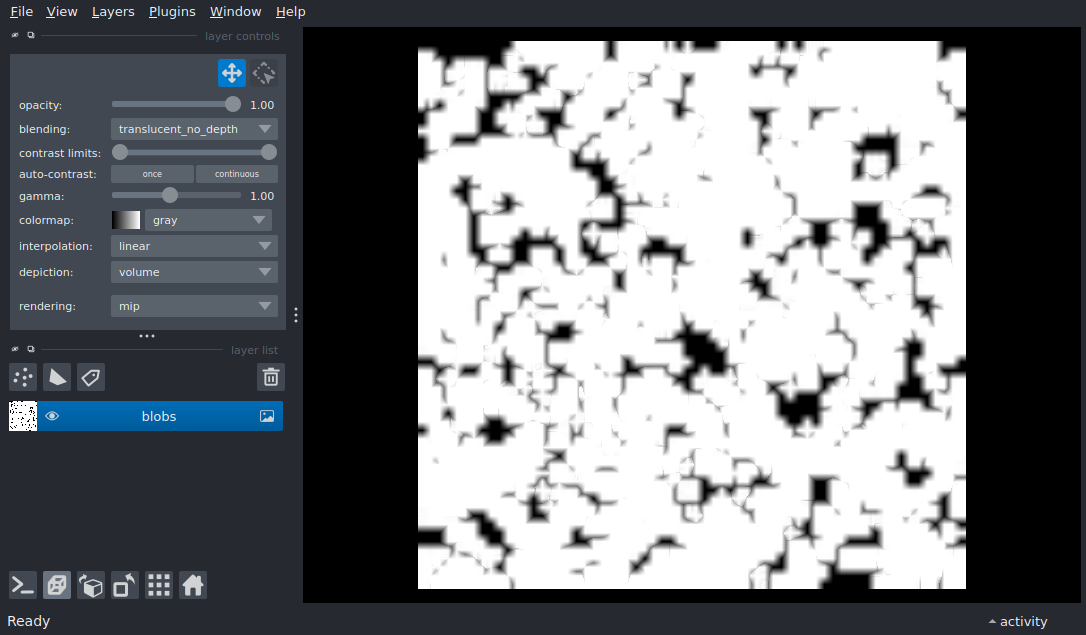 File View Layers Plugins Window Help
layer controls
opacity: 1.00
blending: translucent_no_depth
contrast limits:
auto-contrast: once continuous
gamma: 1.00
colormap: gray
interpolation: linear
depiction: volume
rendering: mip
layer list
blobs
Ready activity